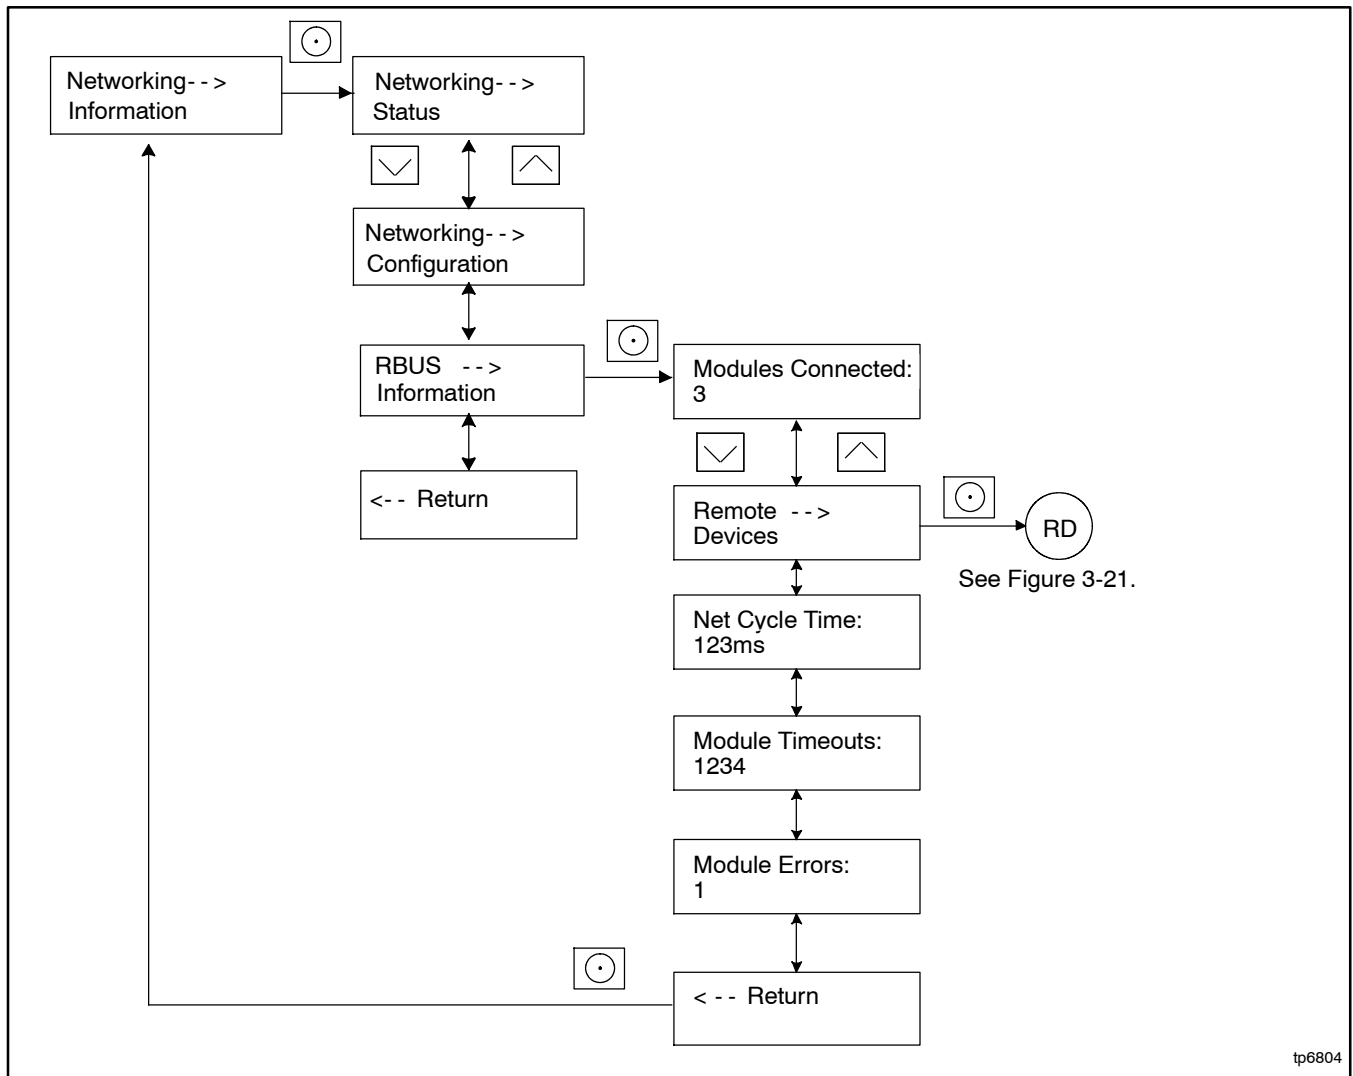 Networking- - >
Information
Networking- - >
Status
Networking- - >
Configuration
RBUS - - >
Information
<- - Return
Modules Connected:
3
Remote - - >
Devices
RD
See Figure 3-21.
Net Cycle Time:
123ms
Module Timeouts:
1234
Module Errors:
1
< - - Return
tp6804